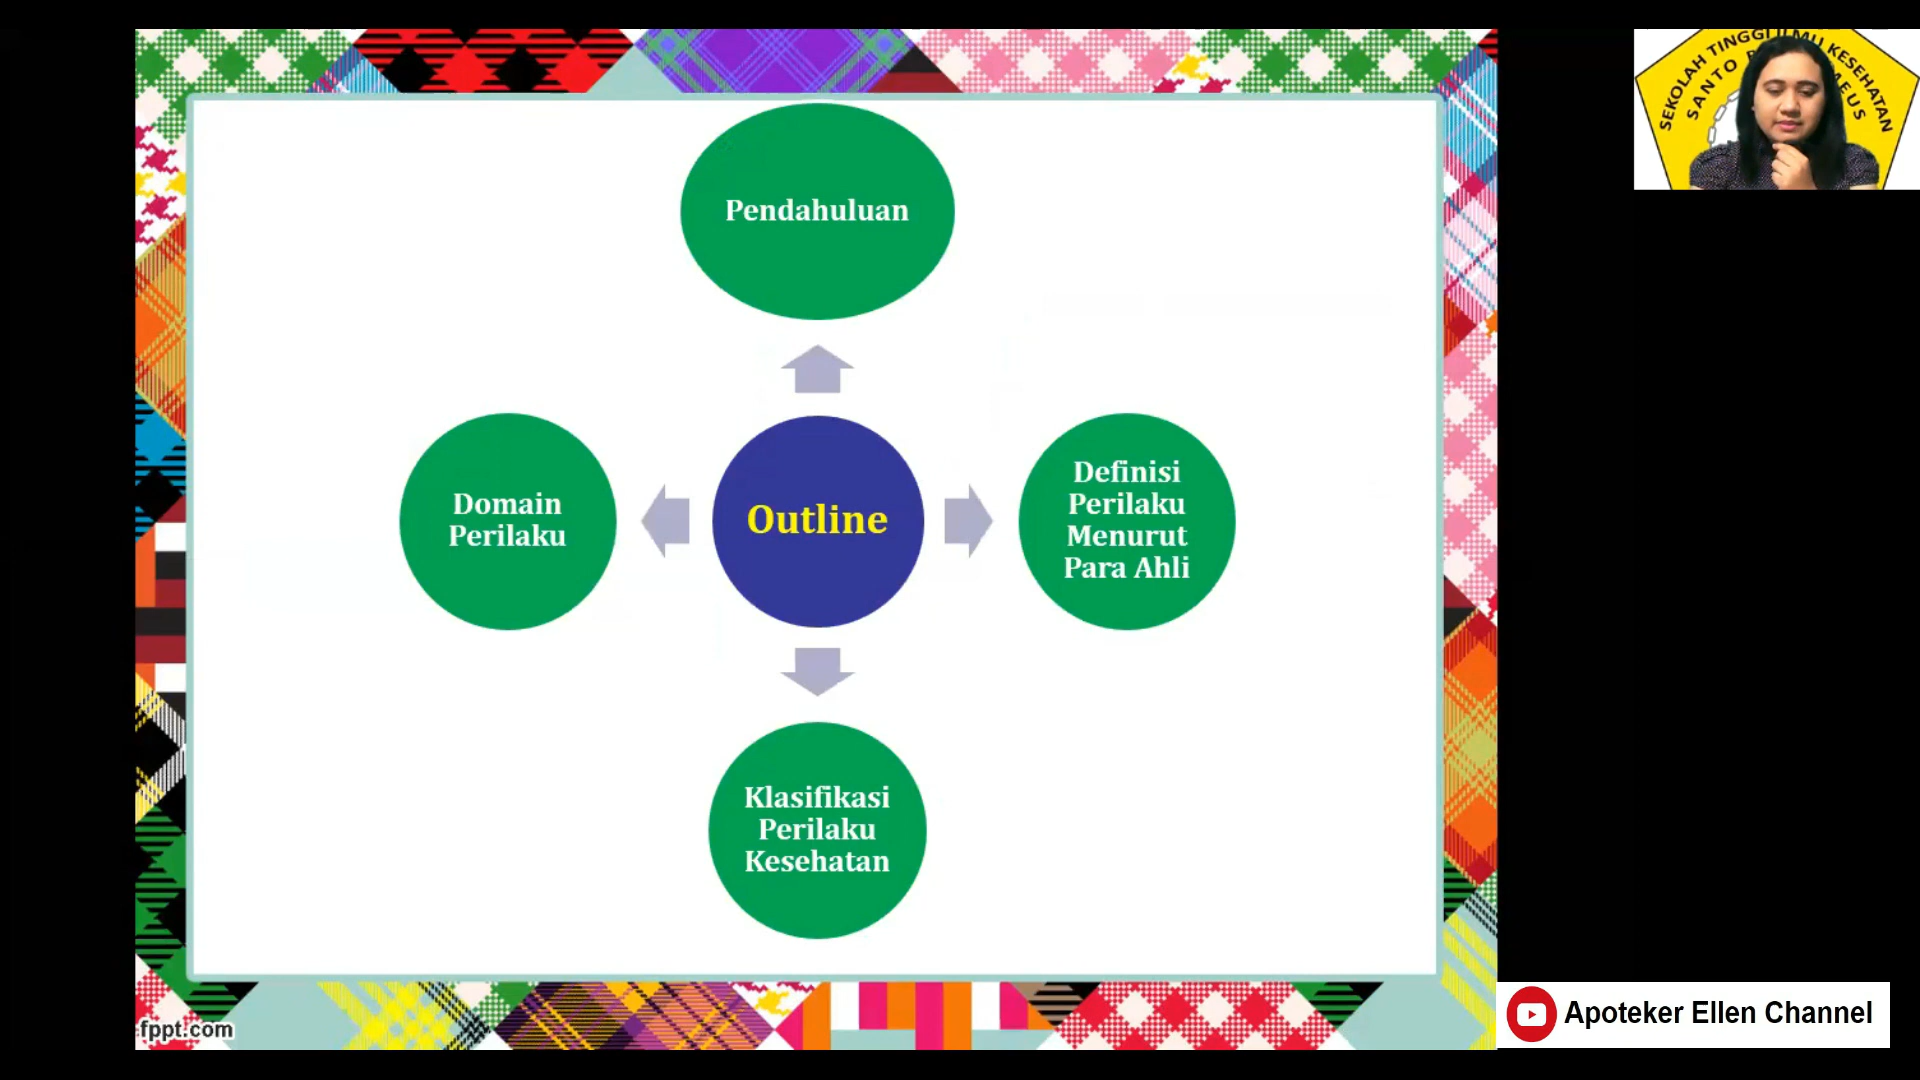 SEKOLAH TINGGI ILMU KESEHATAN
SANTO
Pendahuluan
Domain
Perilaku
Outline
Definisi
Perilaku
Menurut
Para Ahli
Klasifikasi
Perilaku
Kesehatan
fppt.com
Apoteker Ellen Channel